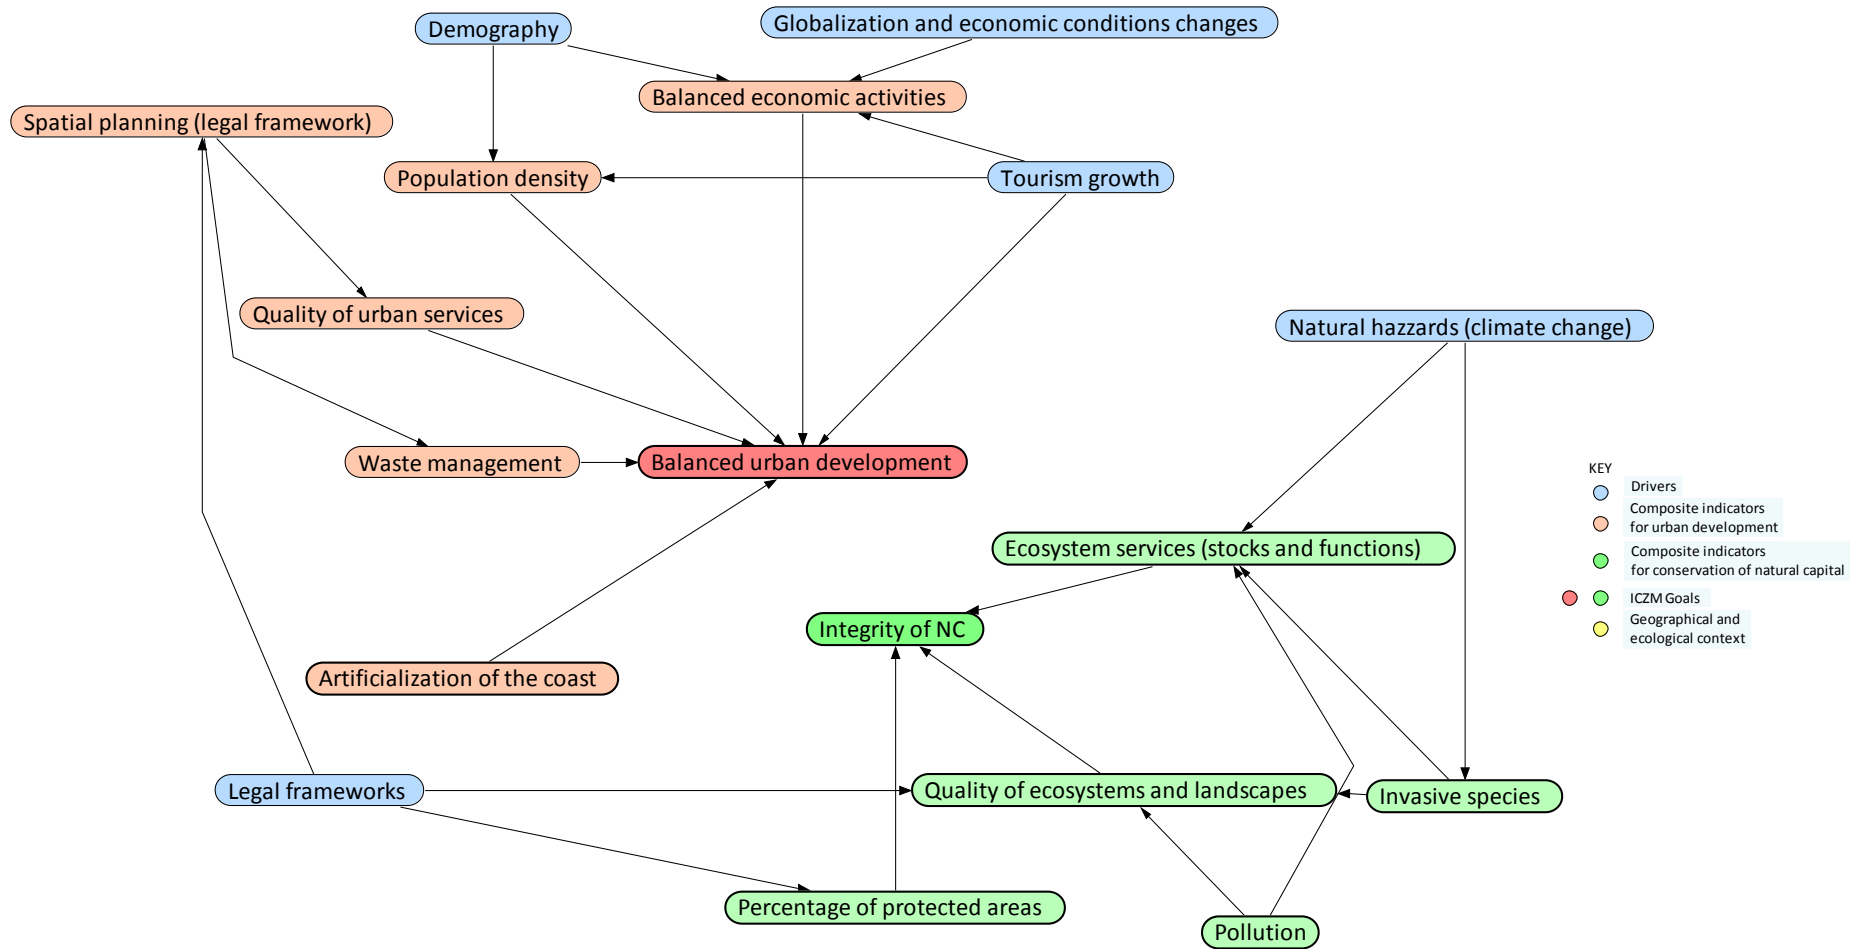 Demography
Globalization and economic conditions changes
Balanced economic activities
Spatial planning (legal framework)
Population density
Tourism growth
Quality of urban services
Natural hazzards (climate change)
Waste management
Balanced urban development
KEY
Drivers
Composite indicators
for urban development
Composite indicators
for conservation of natural capital
ICZM Goals
Geographical and
ecological context
Ecosystem services (stocks and functions)
Integrity of NC
Artificialization of the coast
Legal frameworks
Quality of ecosystems and landscapes
Invasive species
Percentage of protected areas
Pollution